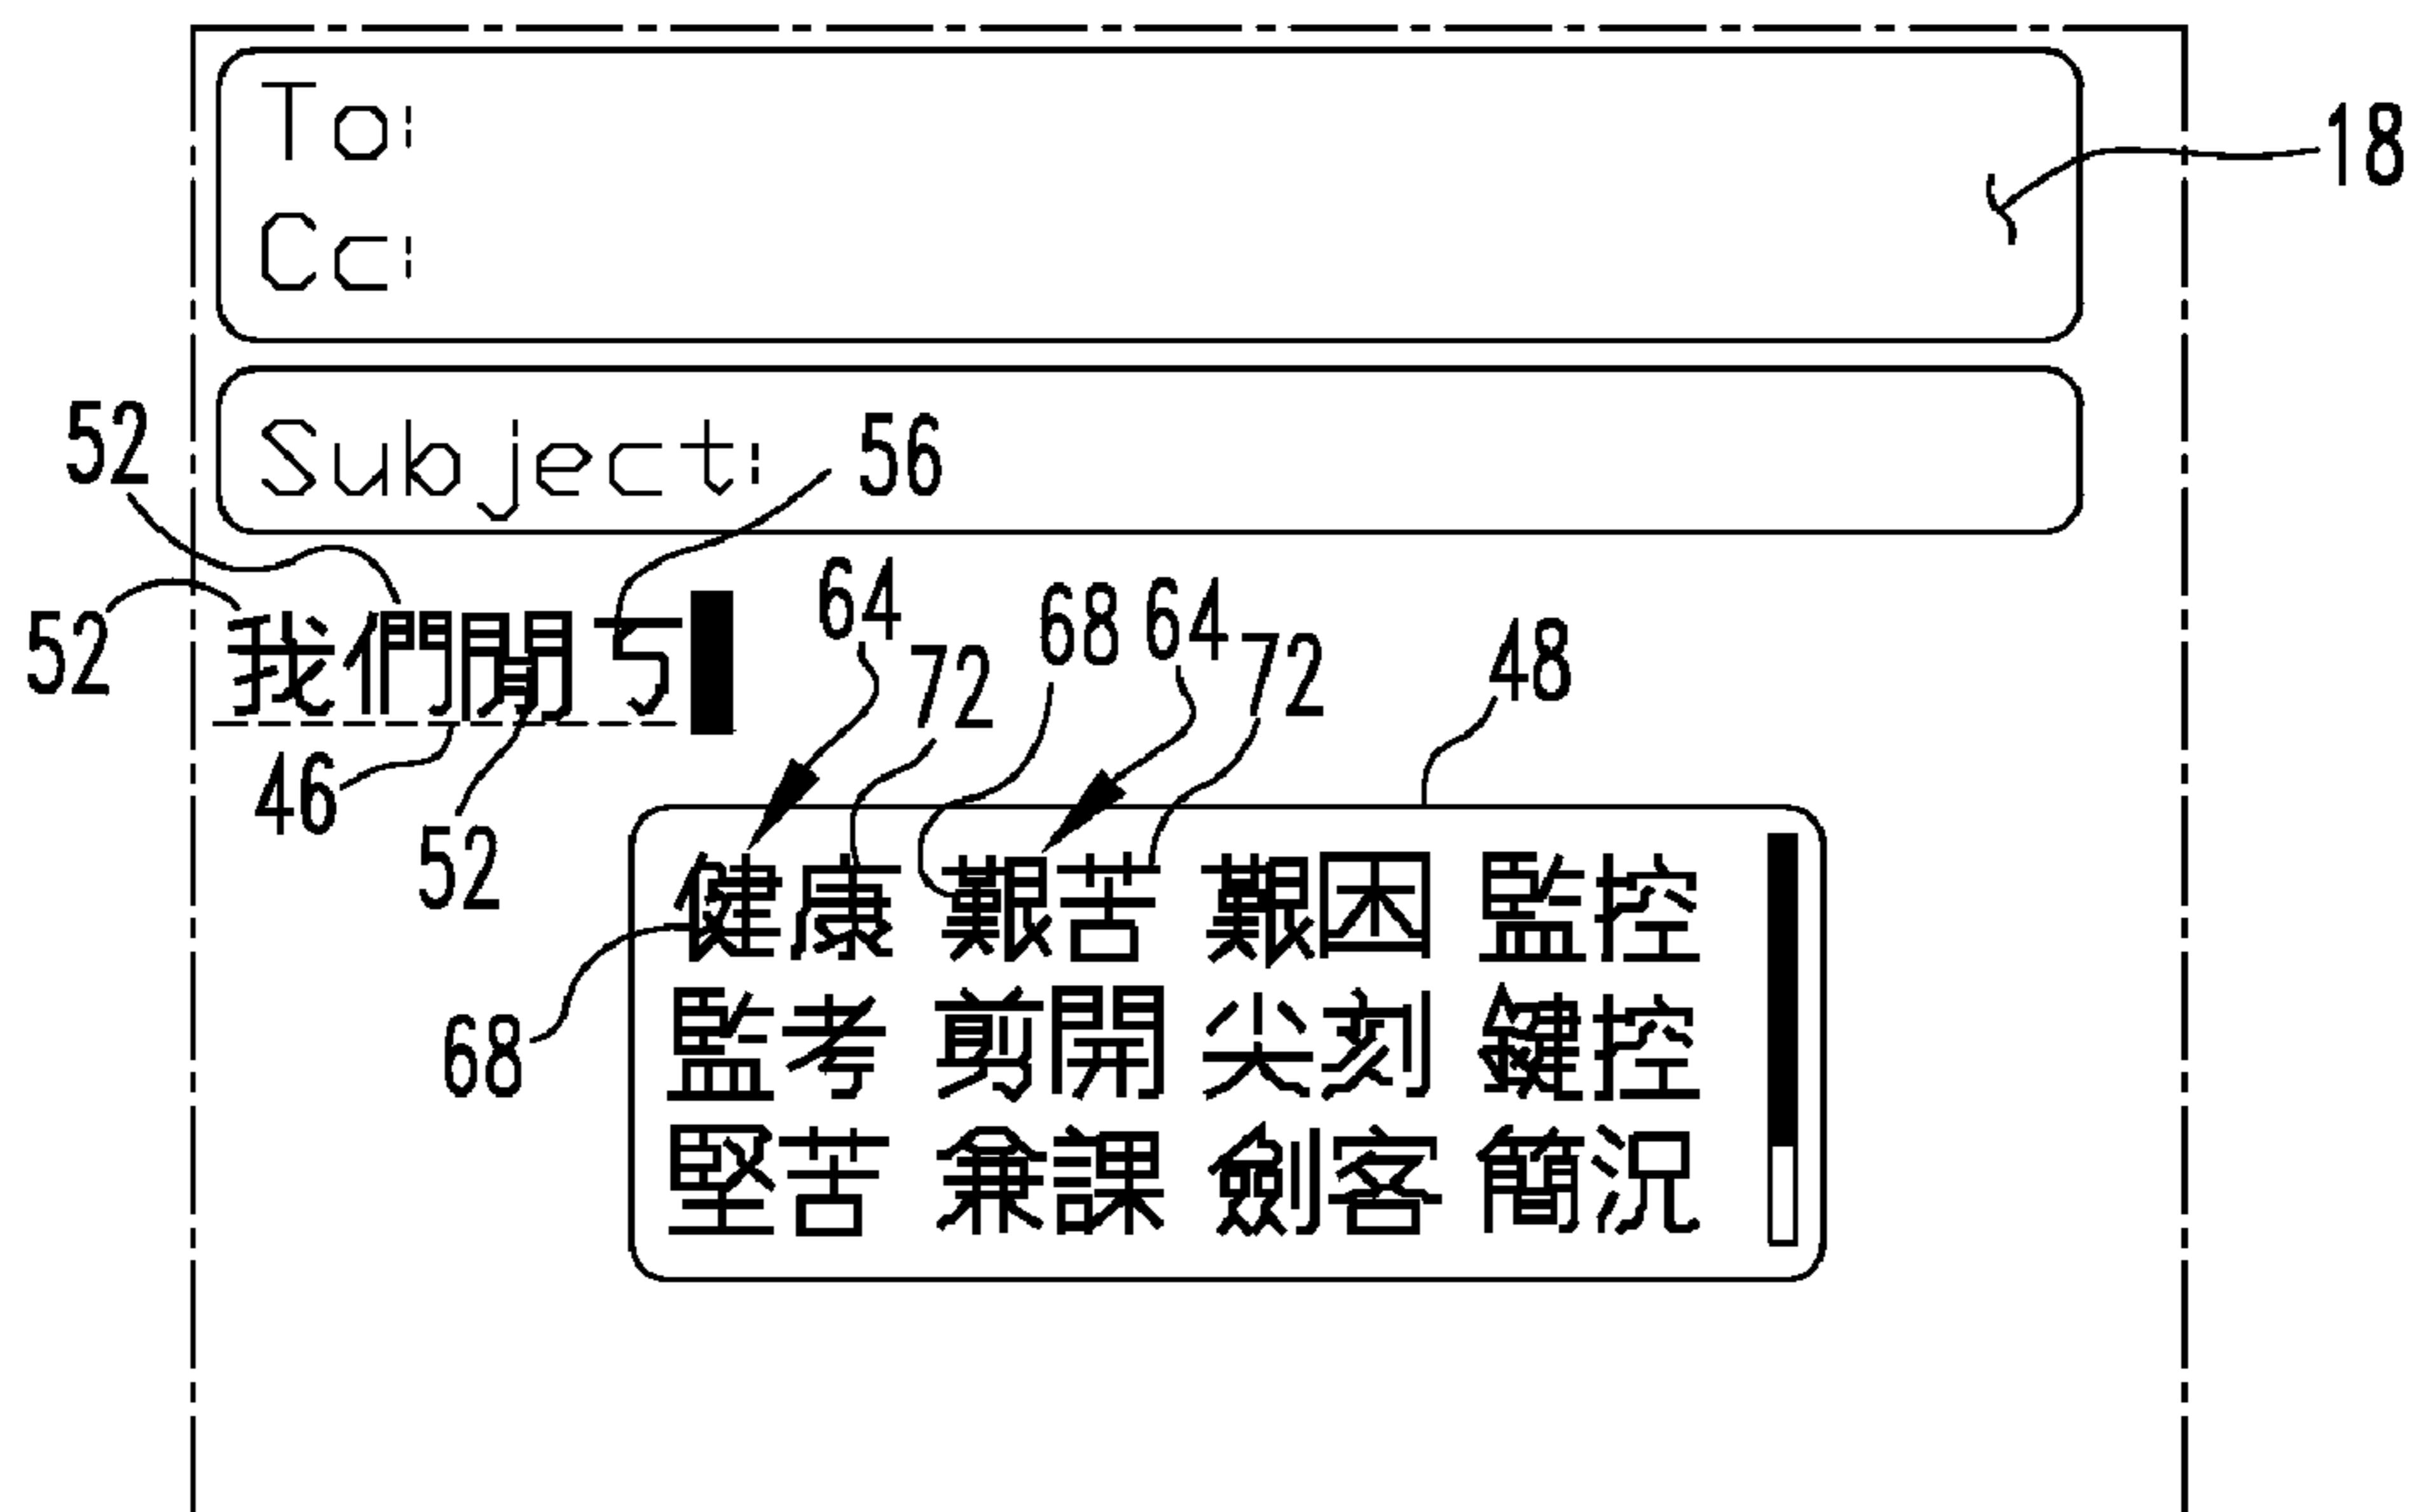 To:
18
Cc:
52
Subject:
56
64
68
64
72
52
我們閒ㄎ
72
48
46
52
健康 艱苦 艱困 監控
68
監考 剪開 尖刻 鍵控
堅苦 兼課 劍客 簡況